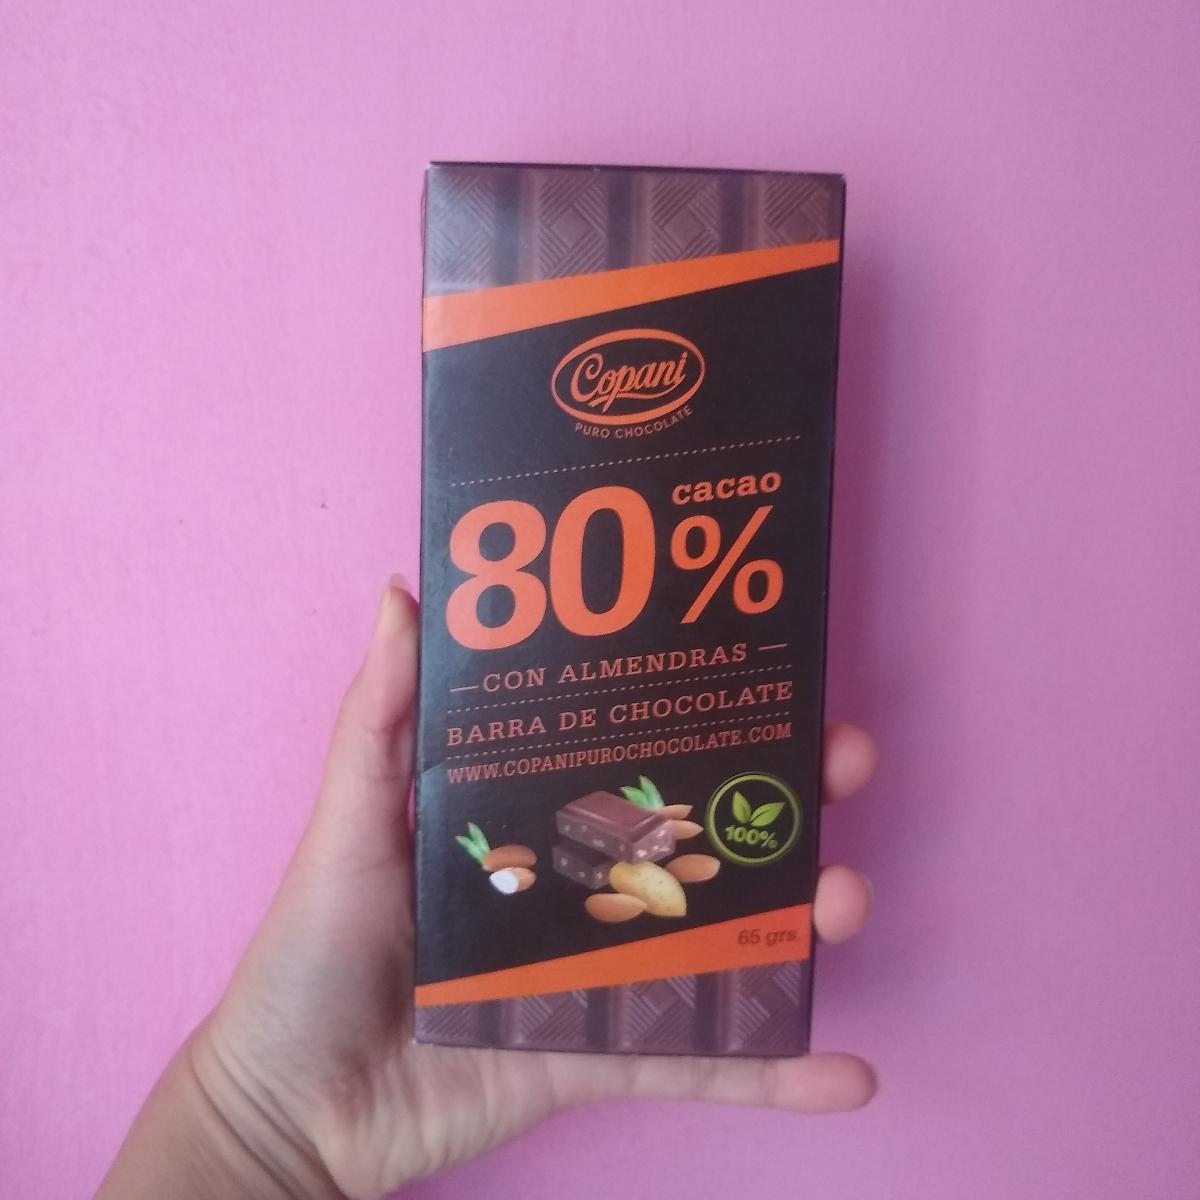 Copani
PURO CHOCOLATE
80% cacao
CON ALMENDRAS
BARRA DE CHOCOLATE
WWW.COPANIPUROCHOCOLATE.COM
100%
65 grs.